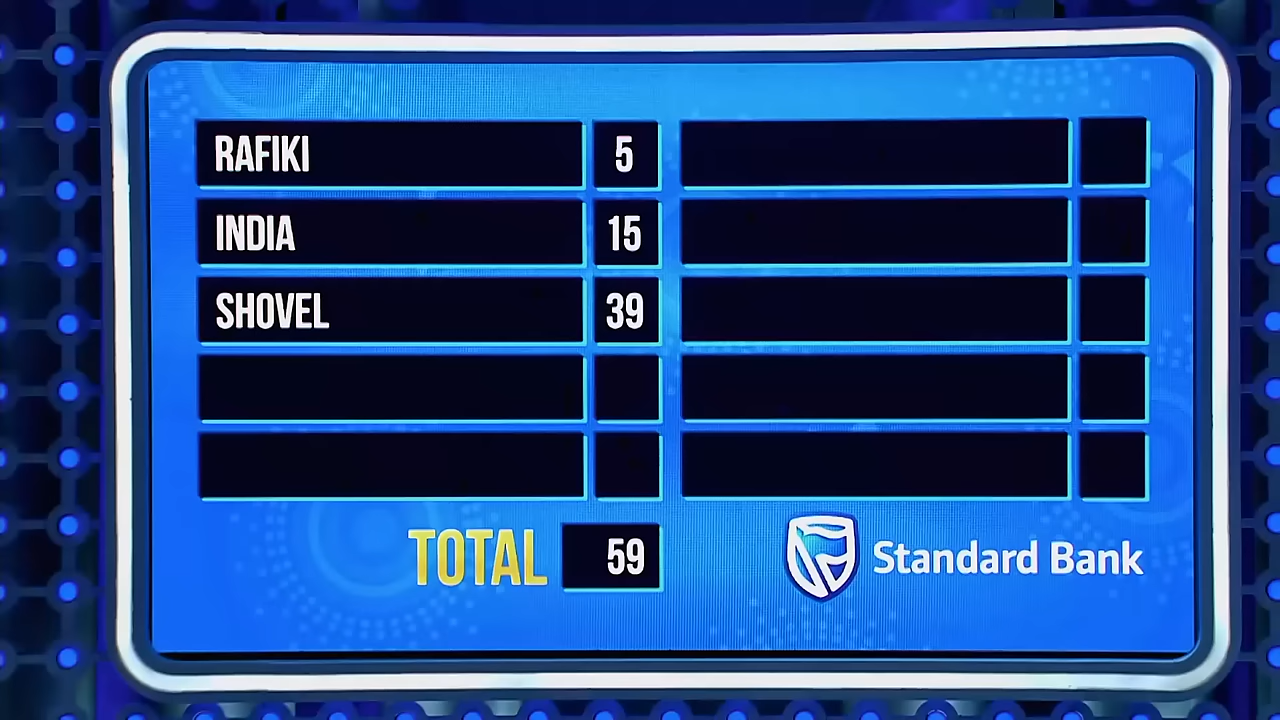 RAFIKI 5
INDIA 15
SHOVEL 39
TOTAL 59
Standard Bank